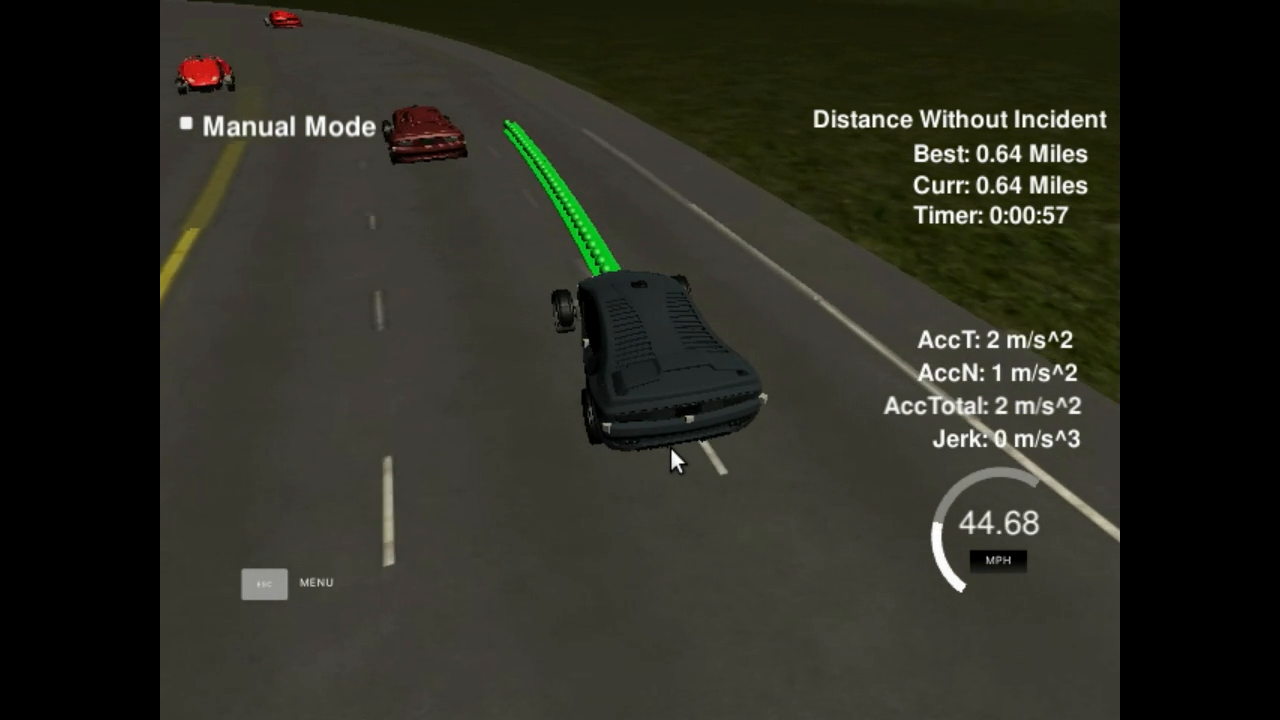 Manual Mode
Distance Without Incident
Best: 0.64 Miles
Curr: 0.64 Miles
Timer: 0:00:57
AccT: 2 m/s^2
AccN: 1 m/s^2
AccTotal: 2 m/s^2
Jerk: 0 m/s^3
44.68
MPH
ESC MENU